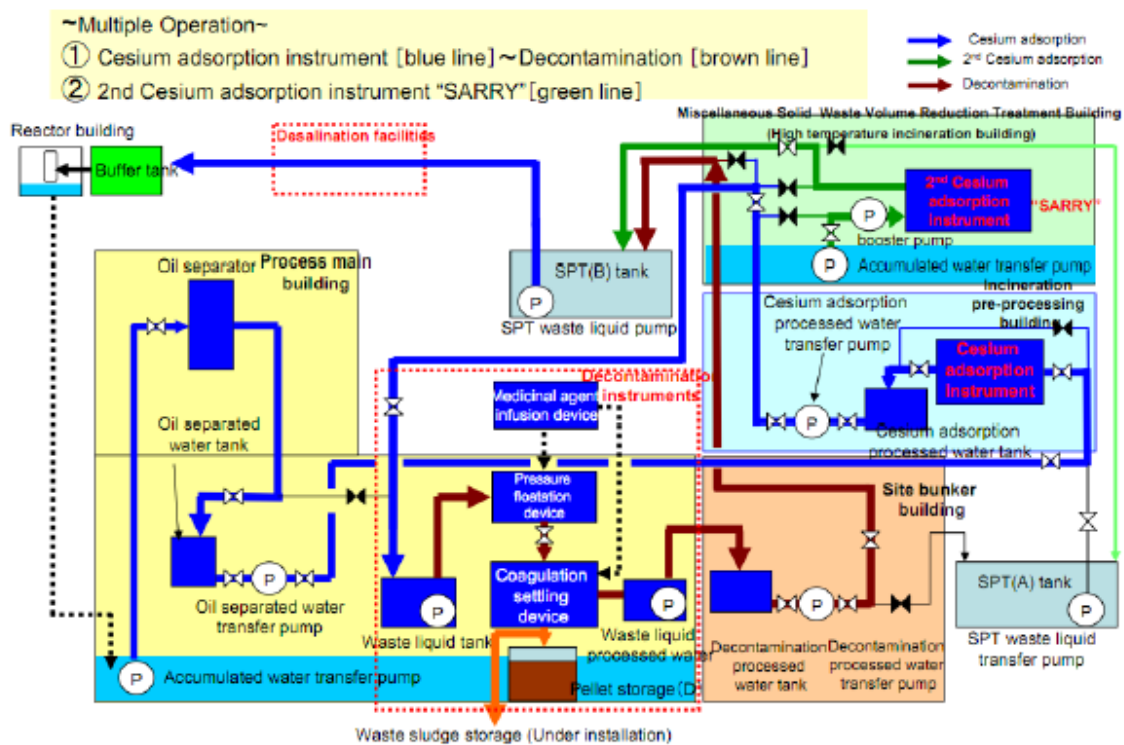 ~Multiple Operation~
① Cesium adsorption instrument [blue line]~Decontamination [brown line]
② 2nd Cesium adsorption instrument “SARRY” [green line]
Cesium adsorption
2nd Cesium adsorption
Decontamination
Miscellaneous Solid Waste Volume Reduction Treatment Building
(High temperature incineration building)
Reactor building
Desalination facilities
Buffer tank
2nd Cesium
adsorption
Instrument
“SARRY”
P
booster pump
P
Accumulated water transfer pump
SPT(B) tank
P
SPT waste liquid pump
Oil separator
Process main
building
Incineration
pre-processing
building
Cesium adsorption
processed water
transfer pump
Cesium
adsorption
Instrument
P
Cesium adsorption
processed water tank
Decontamination
instruments
Medicinal agent
infusion device
Oil separated
water tank
Pressure
floatation
device
Site bunker
building
P
Oil separated water
transfer pump
P
Waste liquid tank
Coagulation
settling
device
P
Waste liquid
processed water
P
Decontamination
processed
water tank
Decontamination
processed water
transfer pump
SPT(A) tank
P
SPT waste liquid
transfer pump
P
Accumulated water transfer pump
Pellet storage(D
Waste sludge storage (Under installation)